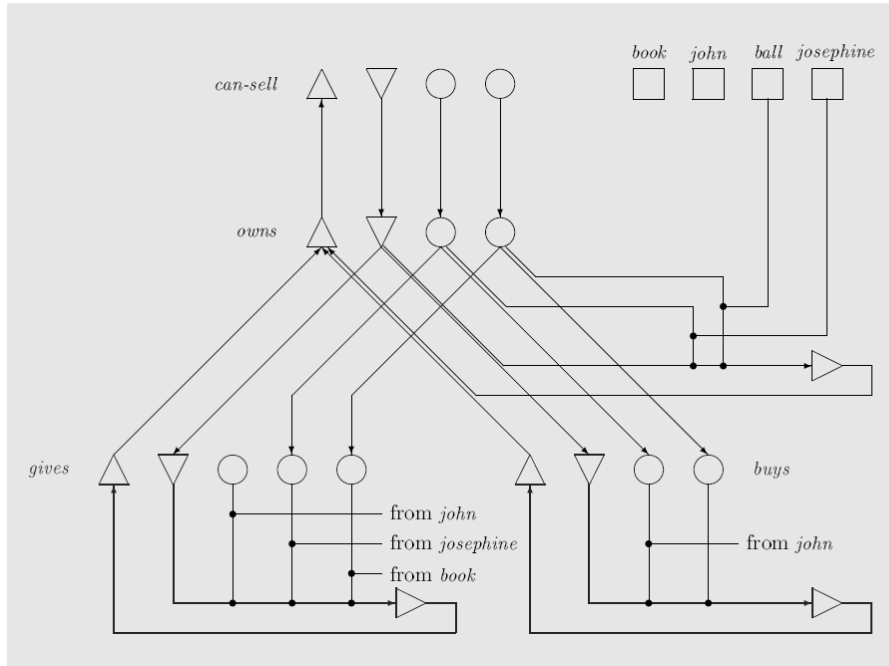 book john ball josephine
can-sell
owns
gives buys
from john
from josephine from john
from book